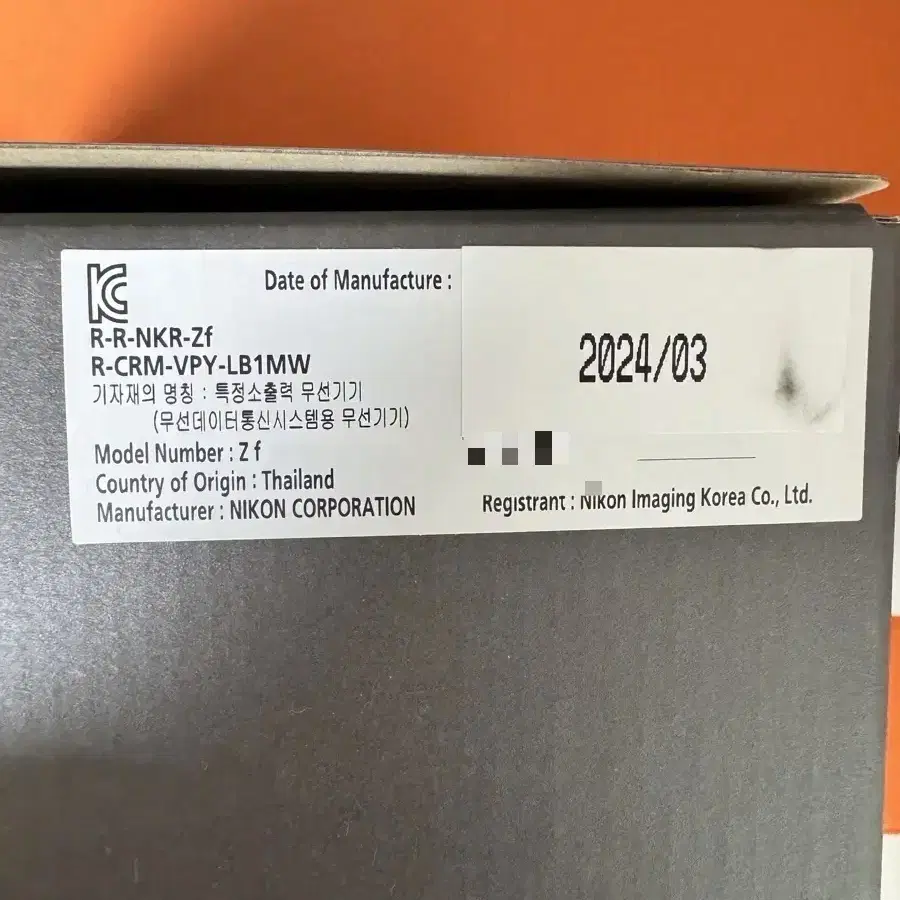 Date of Manufacture :
2024/03
R-R-NKR-Zf
R-CRM-VPY-LB1MW
기자재의 명칭 : 특정소출력 무선기기
(무선데이터통신시스템용 무선기기)
Model Number : Z f
Country of Origin : Thailand
Manufacturer : NIKON CORPORATION
Registrant : Nikon Imaging Korea Co., Ltd.